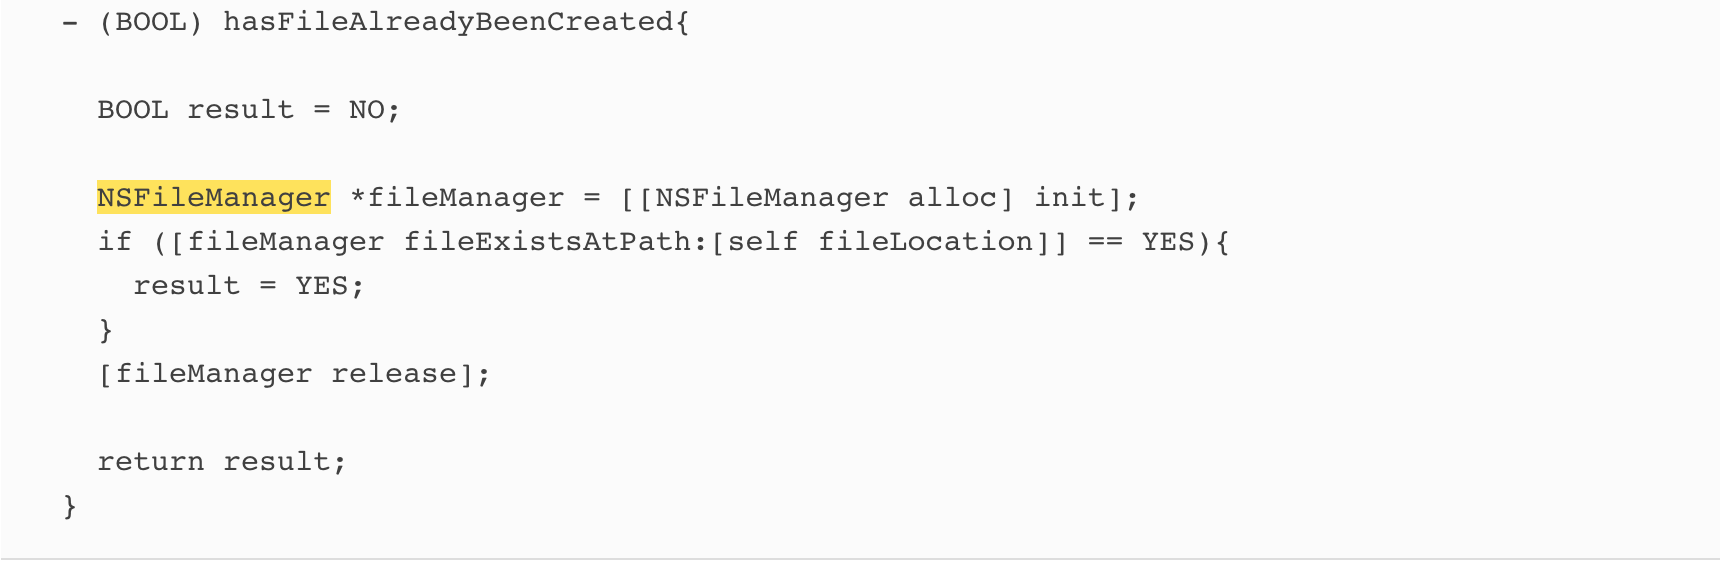 - (BOOL) hasFileAlreadyBeenCreated{
BOOL result = NO;
NSFileManager *fileManager = [[NSFileManager alloc] init];
if ([fileManager fileExistsAtPath:[self fileLocation]] == YES){
result = YES;
}
[fileManager release];
return result;
}